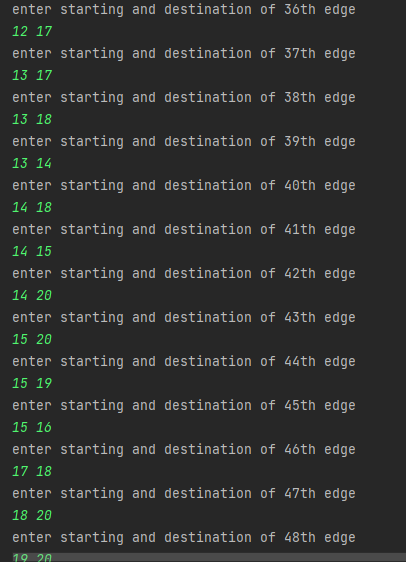 enter starting and destination of 36th edge
12 17
enter starting and destination of 37th edge
13 17
enter starting and destination of 38th edge
13 18
enter starting and destination of 39th edge
13 14
enter starting and destination of 40th edge
14 18
enter starting and destination of 41th edge
14 15
enter starting and destination of 42th edge
14 20
enter starting and destination of 43th edge
15 20
enter starting and destination of 44th edge
15 19
enter starting and destination of 45th edge
15 16
enter starting and destination of 46th edge
17 18
enter starting and destination of 47th edge
18 20
enter starting and destination of 48th edge
19 20